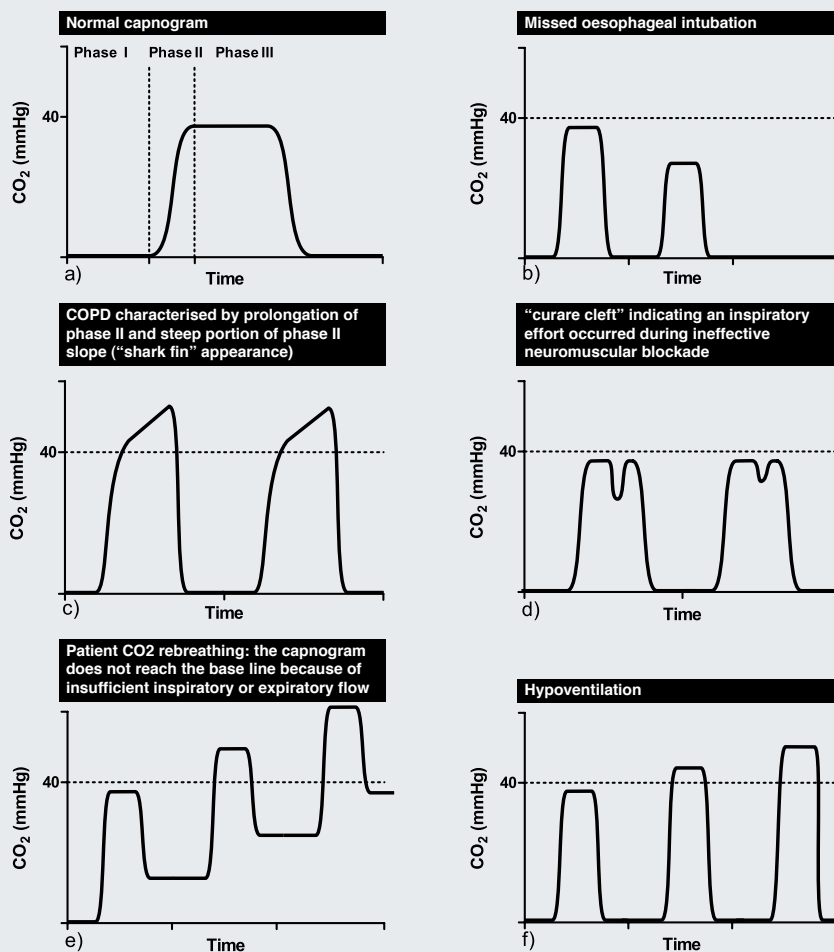 Normal capnogram
Phase I Phase II Phase III
40
CO2 (mmHg)
a)
Time
Missed oesophageal intubation
40
CO2 (mmHg)
b)
Time
COPD characterised by prolongation of
phase II and steep portion of phase II
slope (“shark fin” appearance)
40
CO2 (mmHg)
c)
Time
“curare cleft” indicating an inspiratory
effort occurred during ineffective
neuromuscular blockade
40
CO2 (mmHg)
d)
Time
Patient CO2 rebreathing: the capnogram
does not reach the base line because of
insufficient inspiratory or expiratory flow
40
CO2 (mmHg)
e)
Time
Hypoventilation
40
CO2 (mmHg)
f)
Time